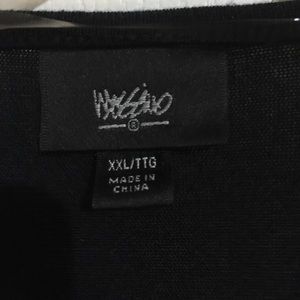 Mossimo
®
XXL/TTG
MADE IN
CHINA